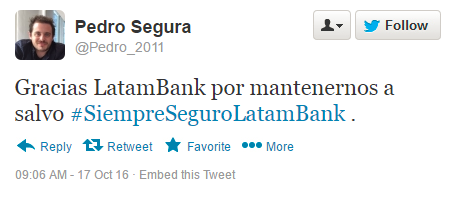 Pedro Segura
@Pedro_2011
Follow
Gracias LatamBank por mantenernos a
salvo #SiempreSeguroLatamBank .
Reply Retweet Favorite More
09:06 AM - 17 Oct 16 · Embed this Tweet